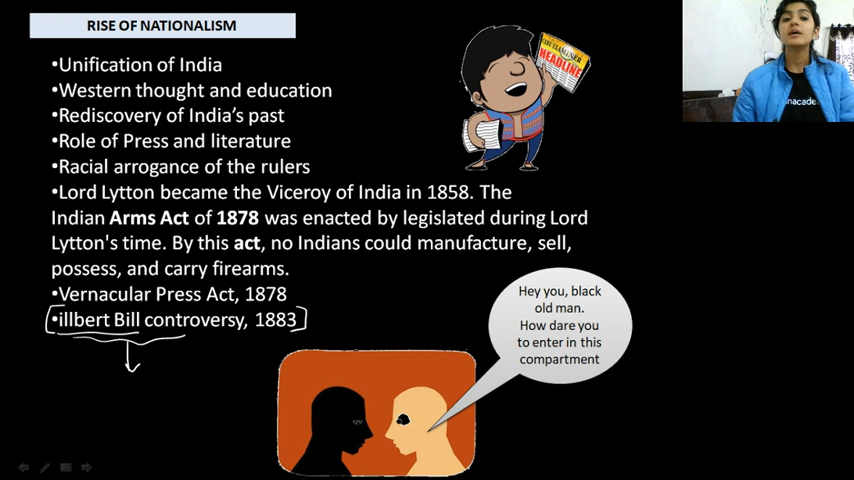 RISE OF NATIONALISM
•Unification of India
•Western thought and education
•Rediscovery of India's past
•Role of Press and literature
•Racial arrogance of the rulers
•Lord Lytton became the Viceroy of India in 1858. The
Indian Arms Act of 1878 was enacted by legislated during Lord
Lytton's time. By this act, no Indians could manufacture, sell,
possess, and carry firearms.
•Vernacular Press Act, 1878
•illbert Bill controversy, 1883
HEADLINE
Hey you, black
old man.
How dare you
to enter in this
compartment
nacade